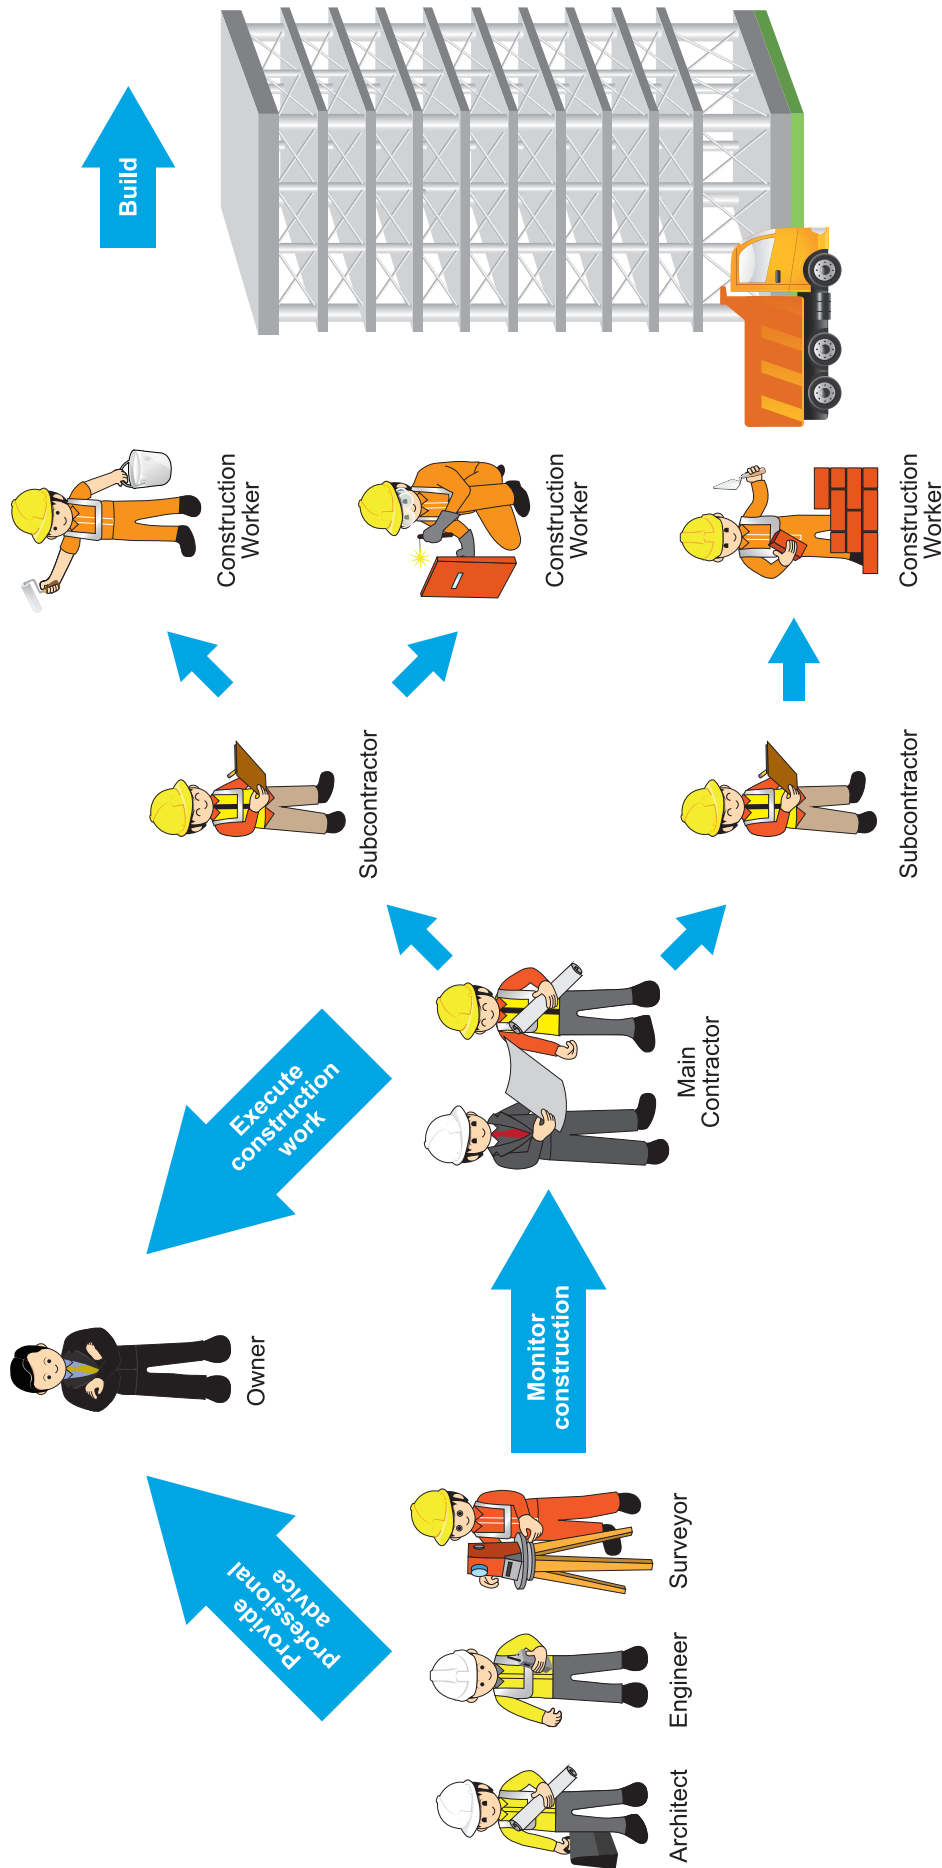 Owner
Provide
professional
advice
Execute
construction
work
Build
Architect
Engineer
Surveyor
Monitor
construction
Main
Contractor
Subcontractor
Subcontractor
Construction
Worker
Construction
Worker
Construction
Worker